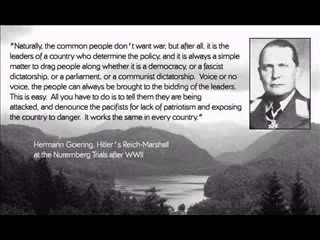 "Naturally, the common people don't want war, but after all, it is the
leaders of a country who determine the policy, and it is always a simple
matter to drag people along whether it is a democracy, or a fascist
dictatorship, or a parliament, or a communist dictatorship. Voice or no
voice, the people can always be brought to the bidding of the leaders.
This is easy. All you have to do is to tell them they are being
attacked, and denounce the pacifists for lack of patriotism and exposing
the country to danger. It works the same in every country."
Hermann Goering, Hitler's Reich-Marshall
at the Nuremberg Trials after WWII